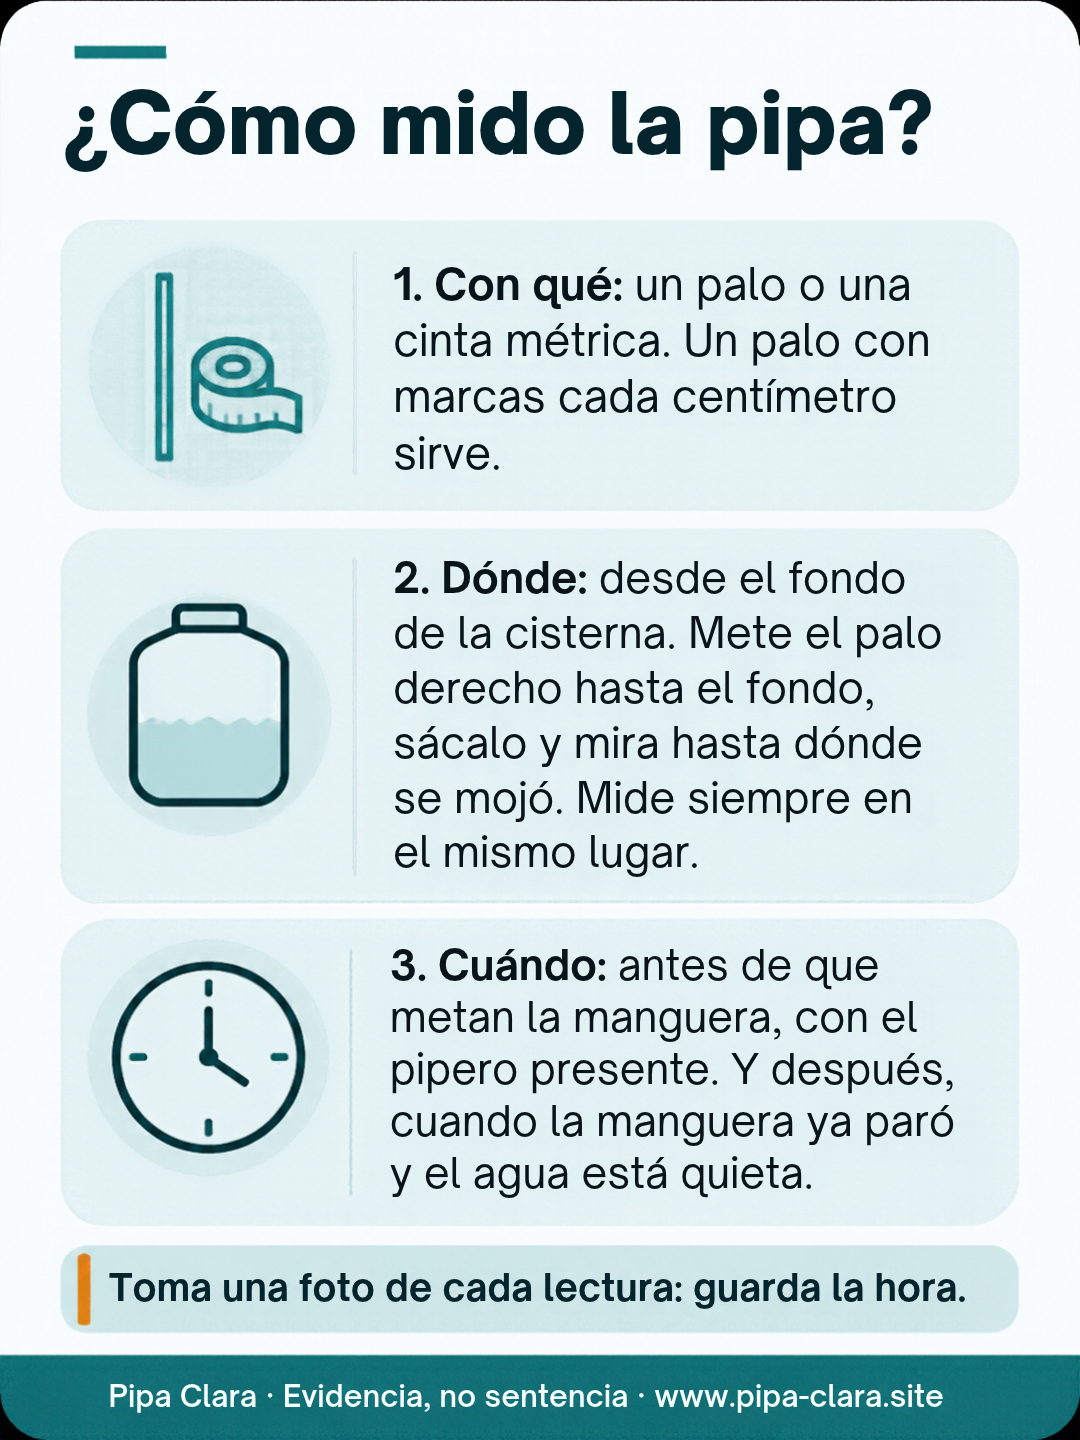 ¿Cómo mido la pipa?
1. Con qué: un palo o una
cinta métrica. Un palo con
marcas cada centímetro
sirve.
2. Dónde: desde el fondo
de la cisterna. Mete el palo
derecho hasta el fondo,
sácalo y mira hasta dónde
se mojó. Mide siempre en
el mismo lugar.
3. Cuándo: antes de que
metan la manguera, con el
pipero presente. Y después,
cuando la manguera ya paró
y el agua está quieta.
Toma una foto de cada lectura: guarda la hora.
Pipa Clara · Evidencia, no sentencia · www.pipa-clara.site